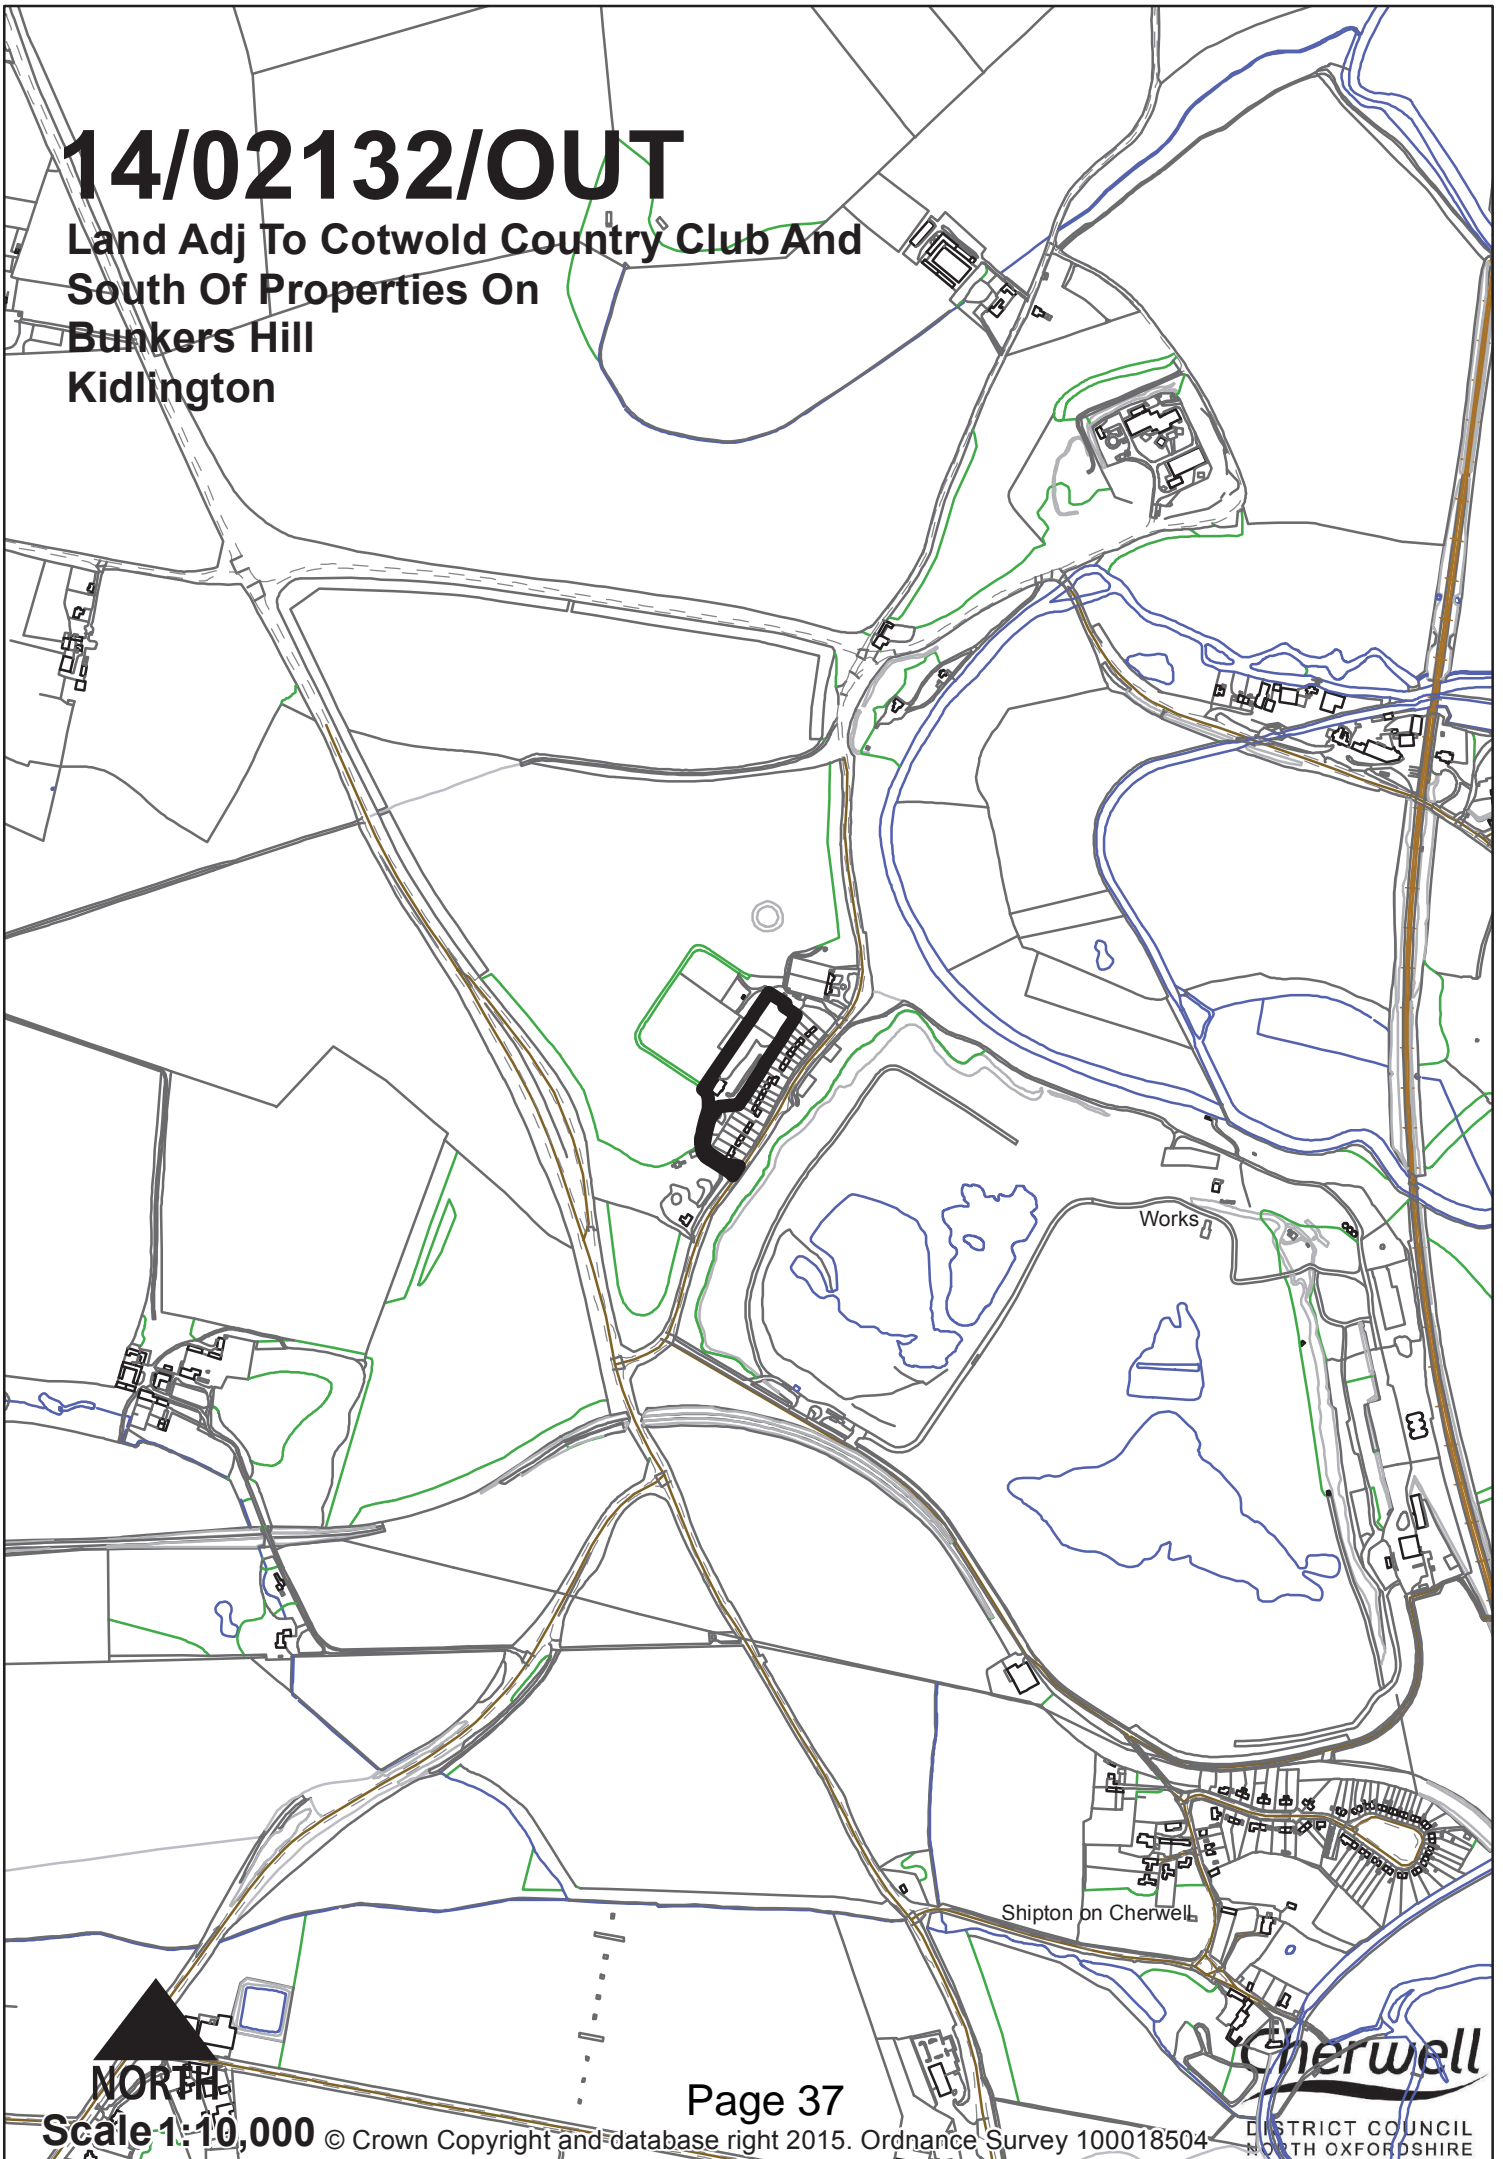 14/02132/OUT
Land Adj To Cotwold Country Club And
South Of Properties On
Bunkers Hill
Kidlington
Works
Shipton on Cherwell
NORTH
Scale 1:10,000
Page 37
© Crown Copyright and database right 2015. Ordnance Survey 100018504
Cherwell
DISTRICT COUNCIL
NORTH OXFORDSHIRE